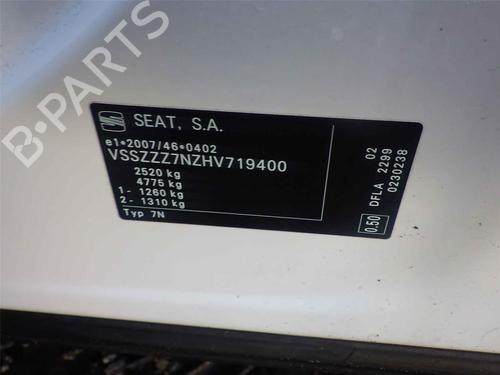 B-PARTS
SEAT, S.A.
e1*2007/46*0402
VSSZZZ7NZHV719400
2520 kg
4775 kg
1- 1260 kg
2- 1310 kg
Typ 7N
0.50 DFLA 2299 02
0230238